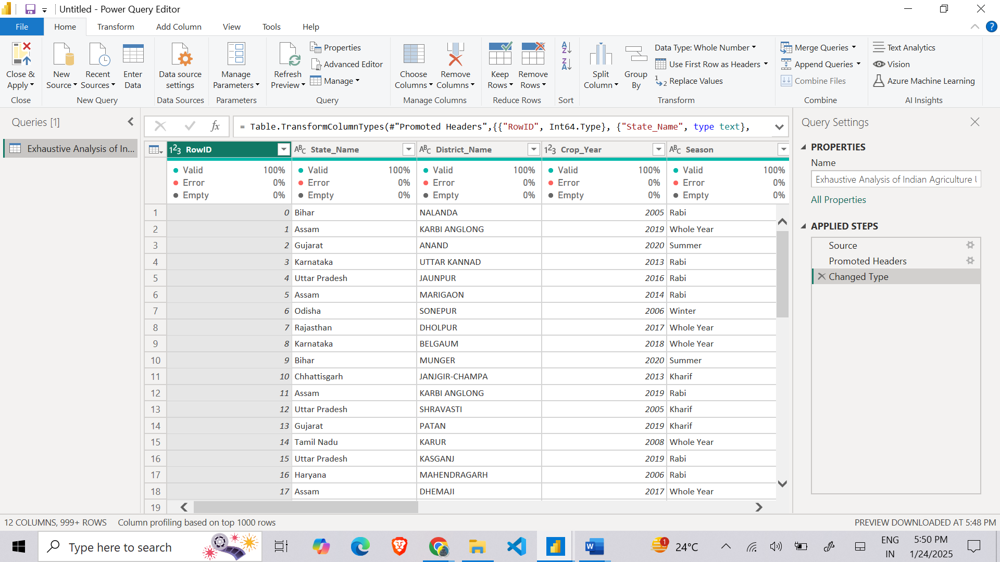 Untitled - Power Query Editor
File Home Transform Add Column View Tools Help
Close & Apply
New Source
Recent Sources
Enter Data
Data source settings
Manage Parameters
Refresh Preview
Properties
Advanced Editor
Manage
Choose Columns
Remove Columns
Keep Rows
Remove Rows
Split Column
Group By
Data Type: Whole Number
Use First Row as Headers
Replace Values
Merge Queries
Append Queries
Combine Files
Text Analytics
Vision
Azure Machine Learning
Close New Query Data Sources Parameters Query Manage Columns Reduce Rows Sort Transform Combine AI Insights
Queries [1]
Exhaustive Analysis of In...
fx = Table.TransformColumnTypes(#"Promoted Headers",{{"RowID", Int64.Type}, {"State_Name", type text},
RowID State_Name District_Name Crop_Year Season
Valid 100% Valid 100% Valid 100% Valid 100% Valid 100%
Error 0% Error 0% Error 0% Error 0% Error 0%
Empty 0% Empty 0% Empty 0% Empty 0% Empty 0%
1 0 Bihar NALANDA 2005 Rabi
2 1 Assam KARBI ANGLONG 2019 Whole Year
3 2 Gujarat ANAND 2020 Summer
4 3 Karnataka UTTAR KANNAD 2013 Rabi
5 4 Uttar Pradesh JAUNPUR 2016 Rabi
6 5 Assam MARIGAON 2014 Rabi
7 6 Odisha SONEPUR 2006 Winter
8 7 Rajasthan DHOLPUR 2017 Whole Year
9 8 Karnataka BELGAUM 2018 Whole Year
10 9 Bihar MUNGER 2020 Summer
11 10 Chhattisgarh JANJGIR-CHAMPA 2013 Kharif
12 11 Assam KARBI ANGLONG 2019 Rabi
13 12 Uttar Pradesh SHRAVASTI 2005 Kharif
14 13 Gujarat PATAN 2019 Kharif
15 14 Tamil Nadu KARUR 2008 Whole Year
16 15 Uttar Pradesh KASGANJ 2019 Rabi
17 16 Haryana MAHENDRAGARH 2006 Rabi
18 17 Assam DHEMAJI 2017 Whole Year
19
Query Settings
PROPERTIES
Name
Exhaustive Analysis of Indian Agriculture
All Properties
APPLIED STEPS
Source
Promoted Headers
Changed Type
12 COLUMNS, 999+ ROWS Column profiling based on top 1000 rows
PREVIEW DOWNLOADED AT 5:48 PM
Type here to search
1 24°C
ENG IN
5:50 PM
1/24/2025